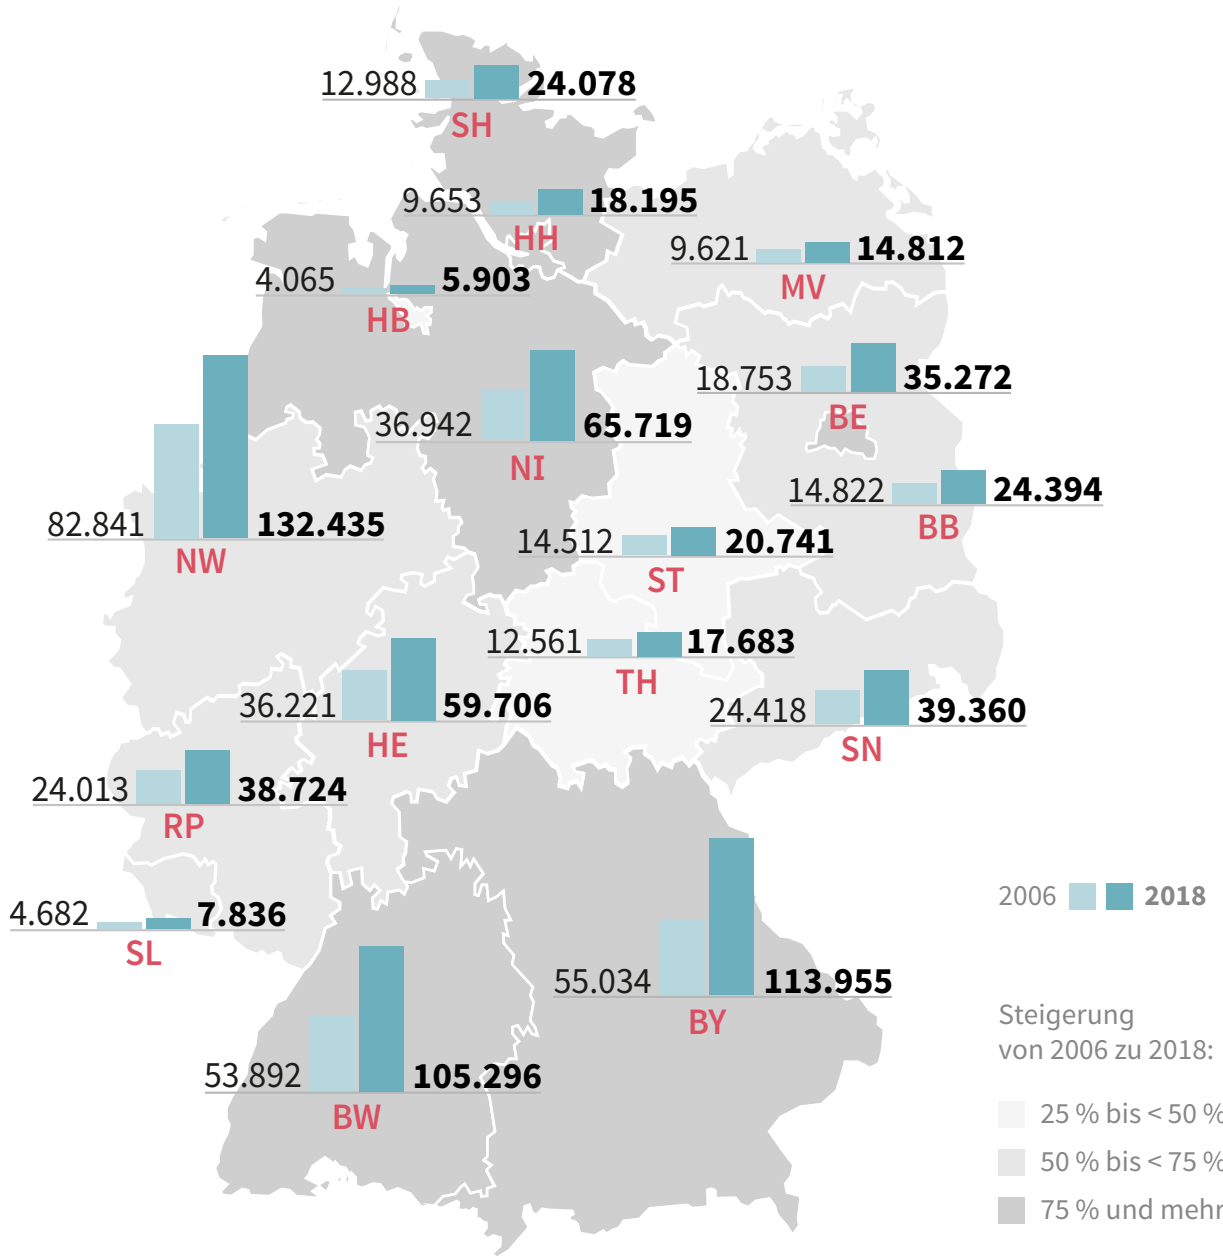 12.988 24.078
SH
9.653 18.195
HH
9.621 14.812
MV
4.065 5.903
HB
18.753 35.272
BE
36.942 65.719
NI
14.822 24.394
BB
82.841 132.435
NW
14.512 20.741
ST
12.561 17.683
TH
36.221 59.706
HE
24.418 39.360
SN
24.013 38.724
RP
4.682 7.836
SL
2006 2018
55.034 113.955
BY
53.892 105.296
BW
Steigerung
von 2006 zu 2018:
25 % bis < 50 %
50 % bis < 75 %
75 % und mehr